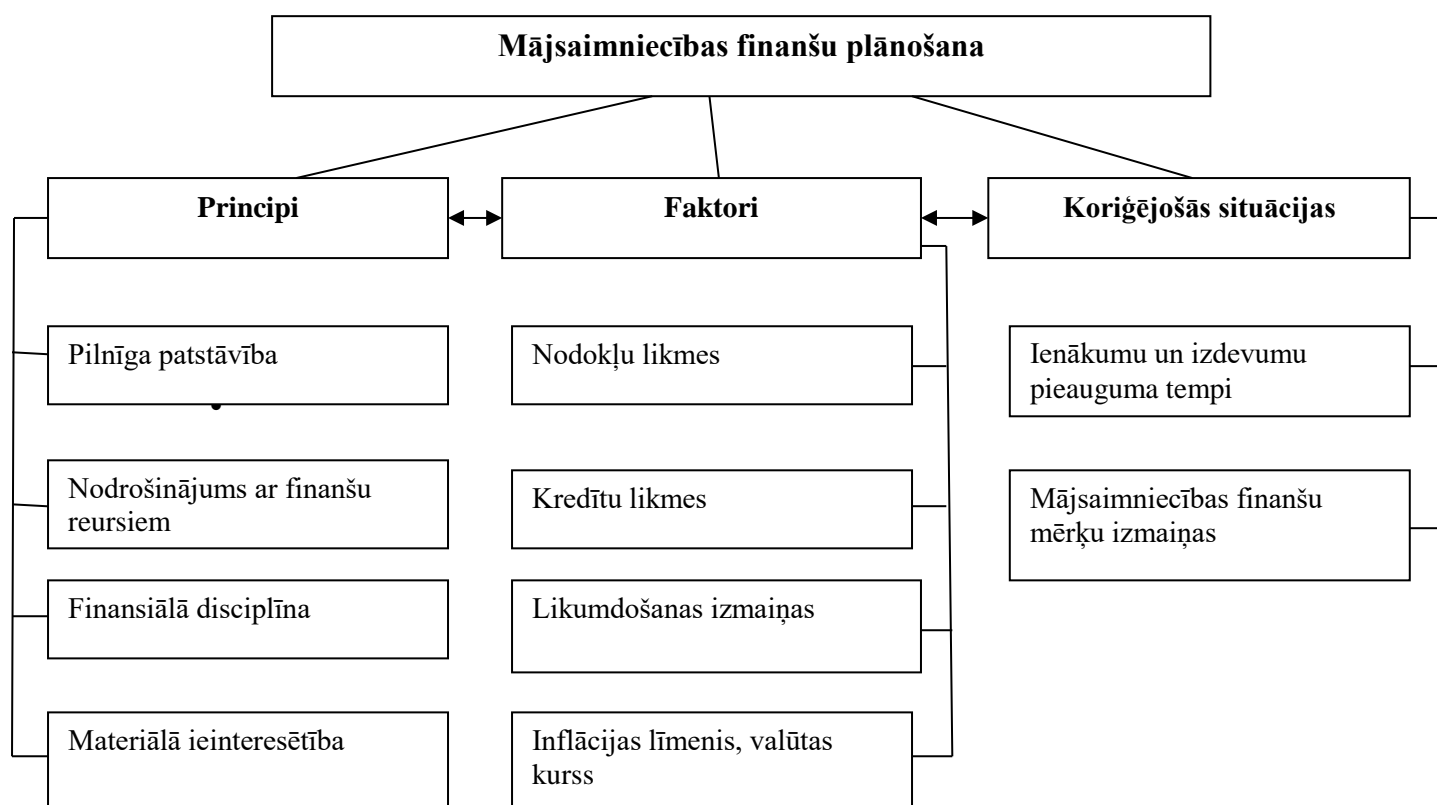 Mājsaimniecības finanšu plānošana
Principi
Faktori
Koriģējošās situācijas
Pilnīga patstāvība
Nodokļu likmes
Ienākumu un izdevumu
pieauguma tempi
Nodrošinājums ar finanšu
reursiem
Kredītu likmes
Mājsaimniecības finanšu
mērķu izmaiņas
Finansiālā disciplīna
Likumdošanas izmaiņas
Materiālā ieinteresētība
Inflācijas līmenis, valūtas
kurss